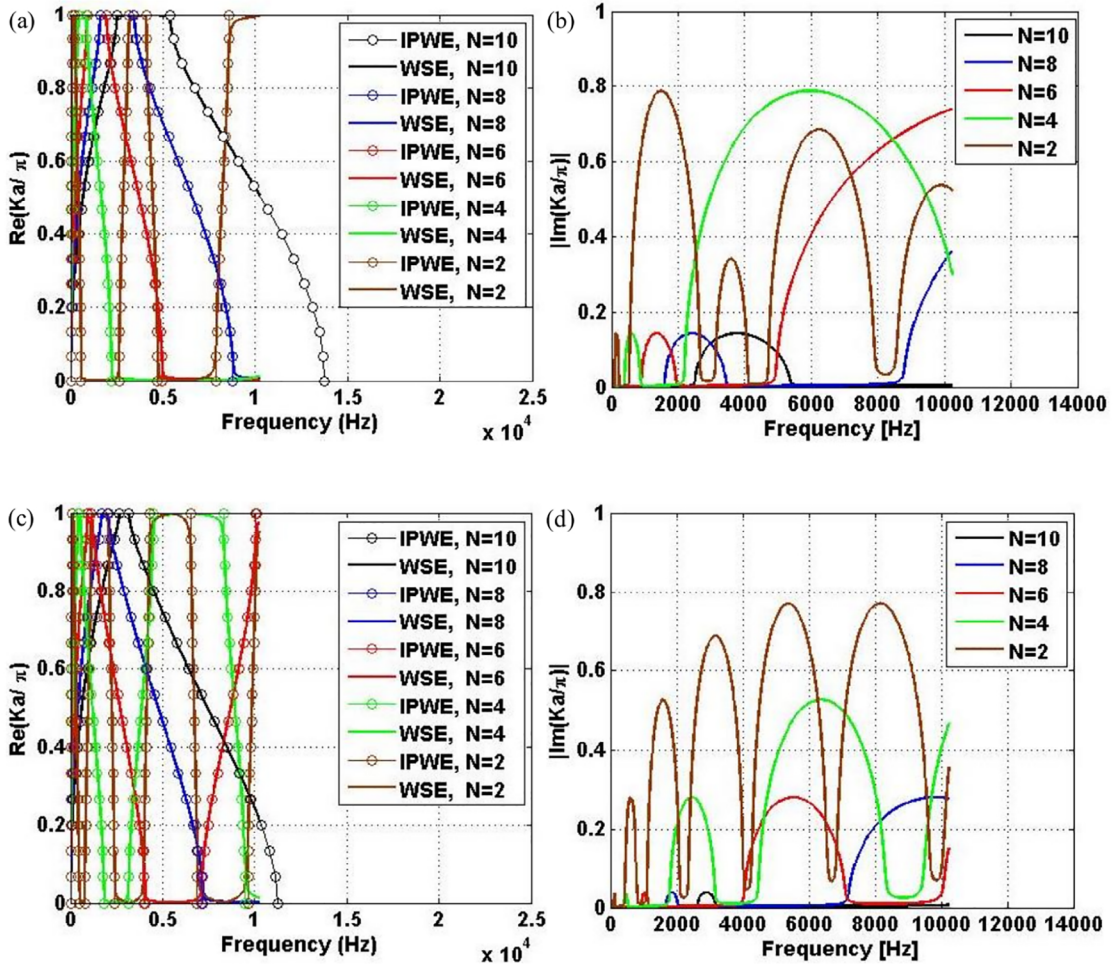 (a)
1
0.8
0.6
0.4
0.2
0
Re(Ka/ π)
0 0.5 1 1.5 2 2.5
Frequency (Hz)
x 10⁴
IPWE, N=10
WSE, N=10
IPWE, N=8
WSE, N=8
IPWE, N=6
WSE, N=6
IPWE, N=4
WSE, N=4
IPWE, N=2
WSE, N=2
(b)
1
0.8
0.6
0.4
0.2
0
|Im(Ka/π)|
0 2000 4000 6000 8000 10000 12000 14000
Frequency [Hz]
N=10
N=8
N=6
N=4
N=2
(c)
1
0.8
0.6
0.4
0.2
0
Re(Ka/ π)
0 0.5 1 1.5 2 2.5
Frequency (Hz)
x 10⁴
IPWE, N=10
WSE, N=10
IPWE, N=8
WSE, N=8
IPWE, N=6
WSE, N=6
IPWE, N=4
WSE, N=4
IPWE, N=2
WSE, N=2
(d)
1
0.8
0.6
0.4
0.2
0
|Im(Ka/π)|
0 2000 4000 6000 8000 10000 12000 14000
Frequency [Hz]
N=10
N=8
N=6
N=4
N=2